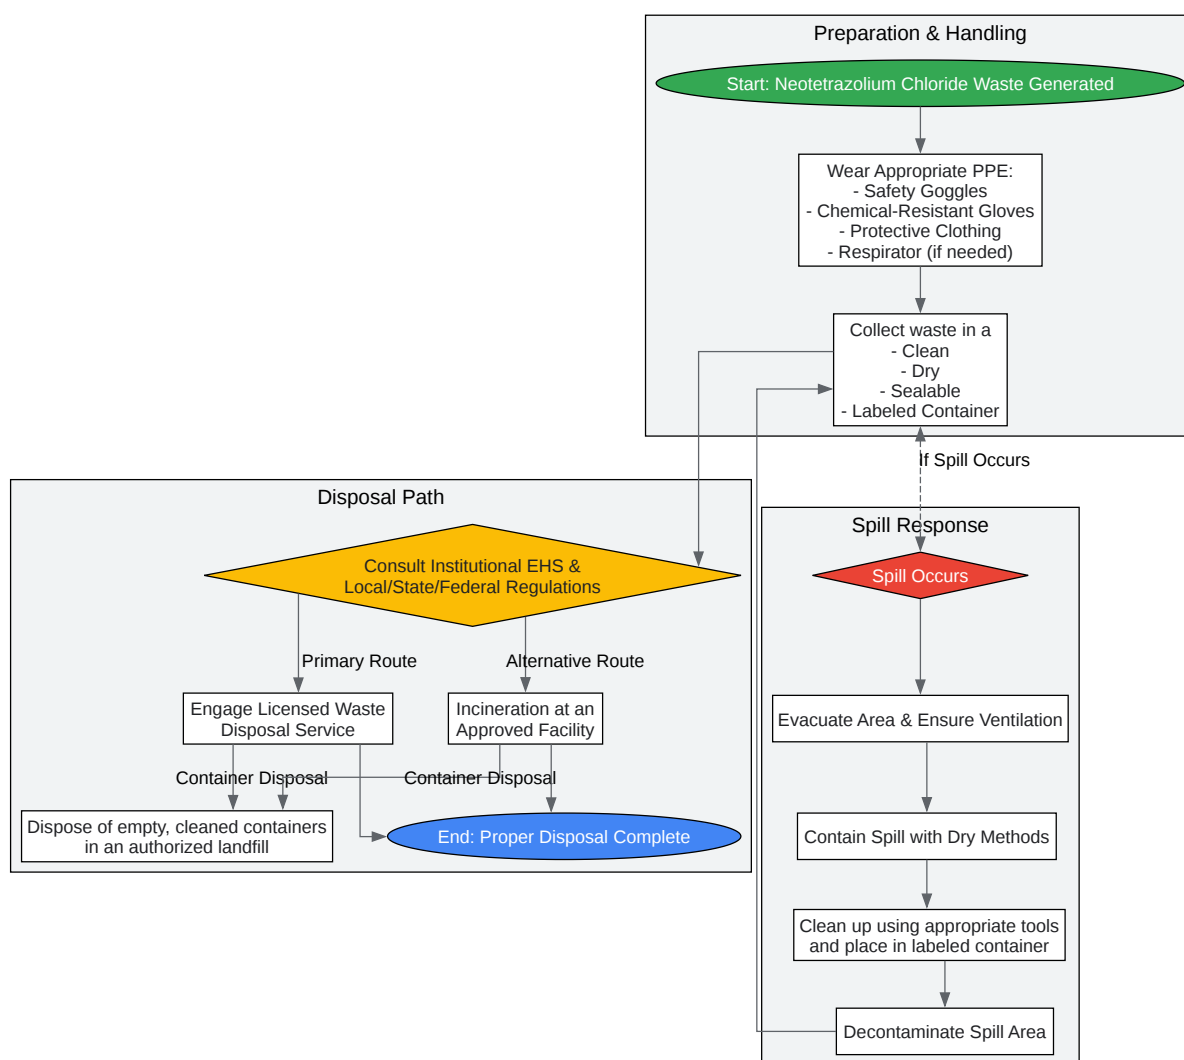 Preparation & Handling
Start: Neotetrazolium Chloride Waste Generated
Wear Appropriate PPE:
- Safety Goggles
- Chemical-Resistant Gloves
- Protective Clothing
- Respirator (if needed)
Collect waste in a
- Clean
- Dry
- Sealable
- Labeled Container
If Spill Occurs
Disposal Path
Consult Institutional EHS &
Local/State/Federal Regulations
Primary Route
Alternative Route
Engage Licensed Waste
Disposal Service
Incineration at an
Approved Facility
Container Disposal
Container Disposal
Dispose of empty, cleaned containers
in an authorized landfill
End: Proper Disposal Complete
Spill Response
Spill Occurs
Evacuate Area & Ensure Ventilation
Contain Spill with Dry Methods
Clean up using appropriate tools
and place in labeled container
Decontaminate Spill Area